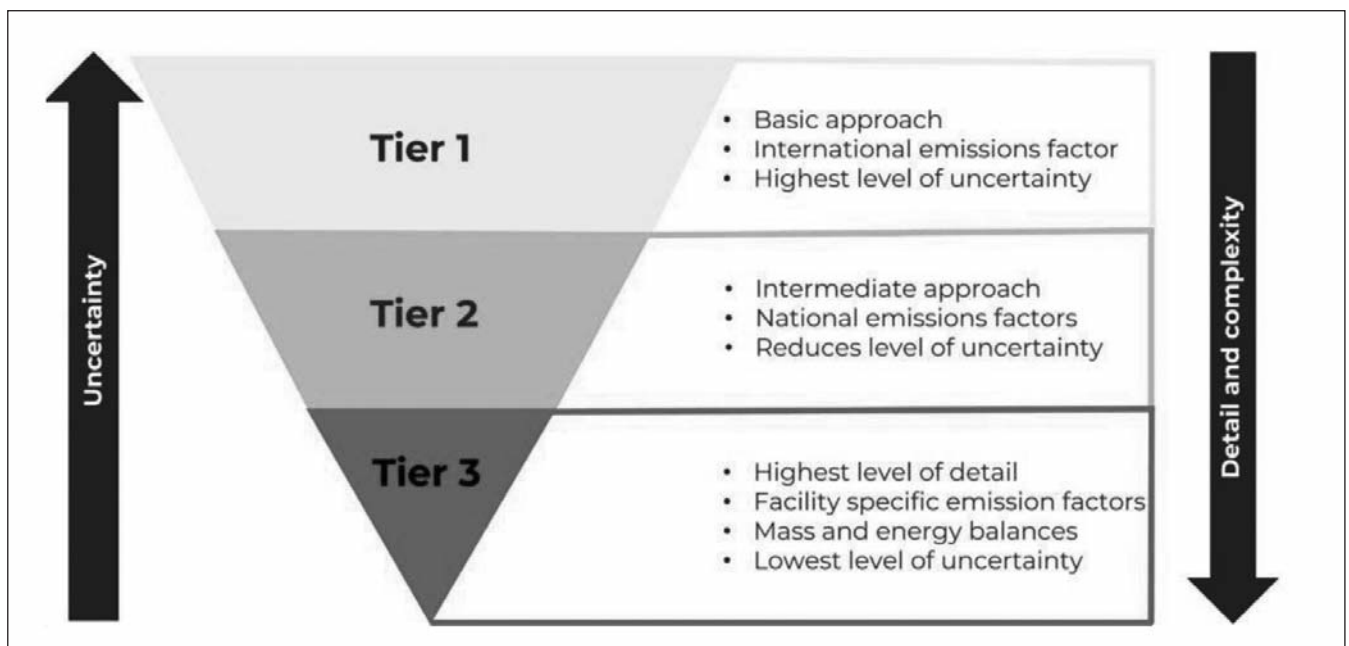 Uncertainty
Tier 1
• Basic approach
• International emissions factor
• Highest level of uncertainty
Tier 2
• Intermediate approach
• National emissions factors
• Reduces level of uncertainty
Tier 3
• Highest level of detail
• Facility specific emission factors
• Mass and energy balances
• Lowest level of uncertainty
Detail and complexity